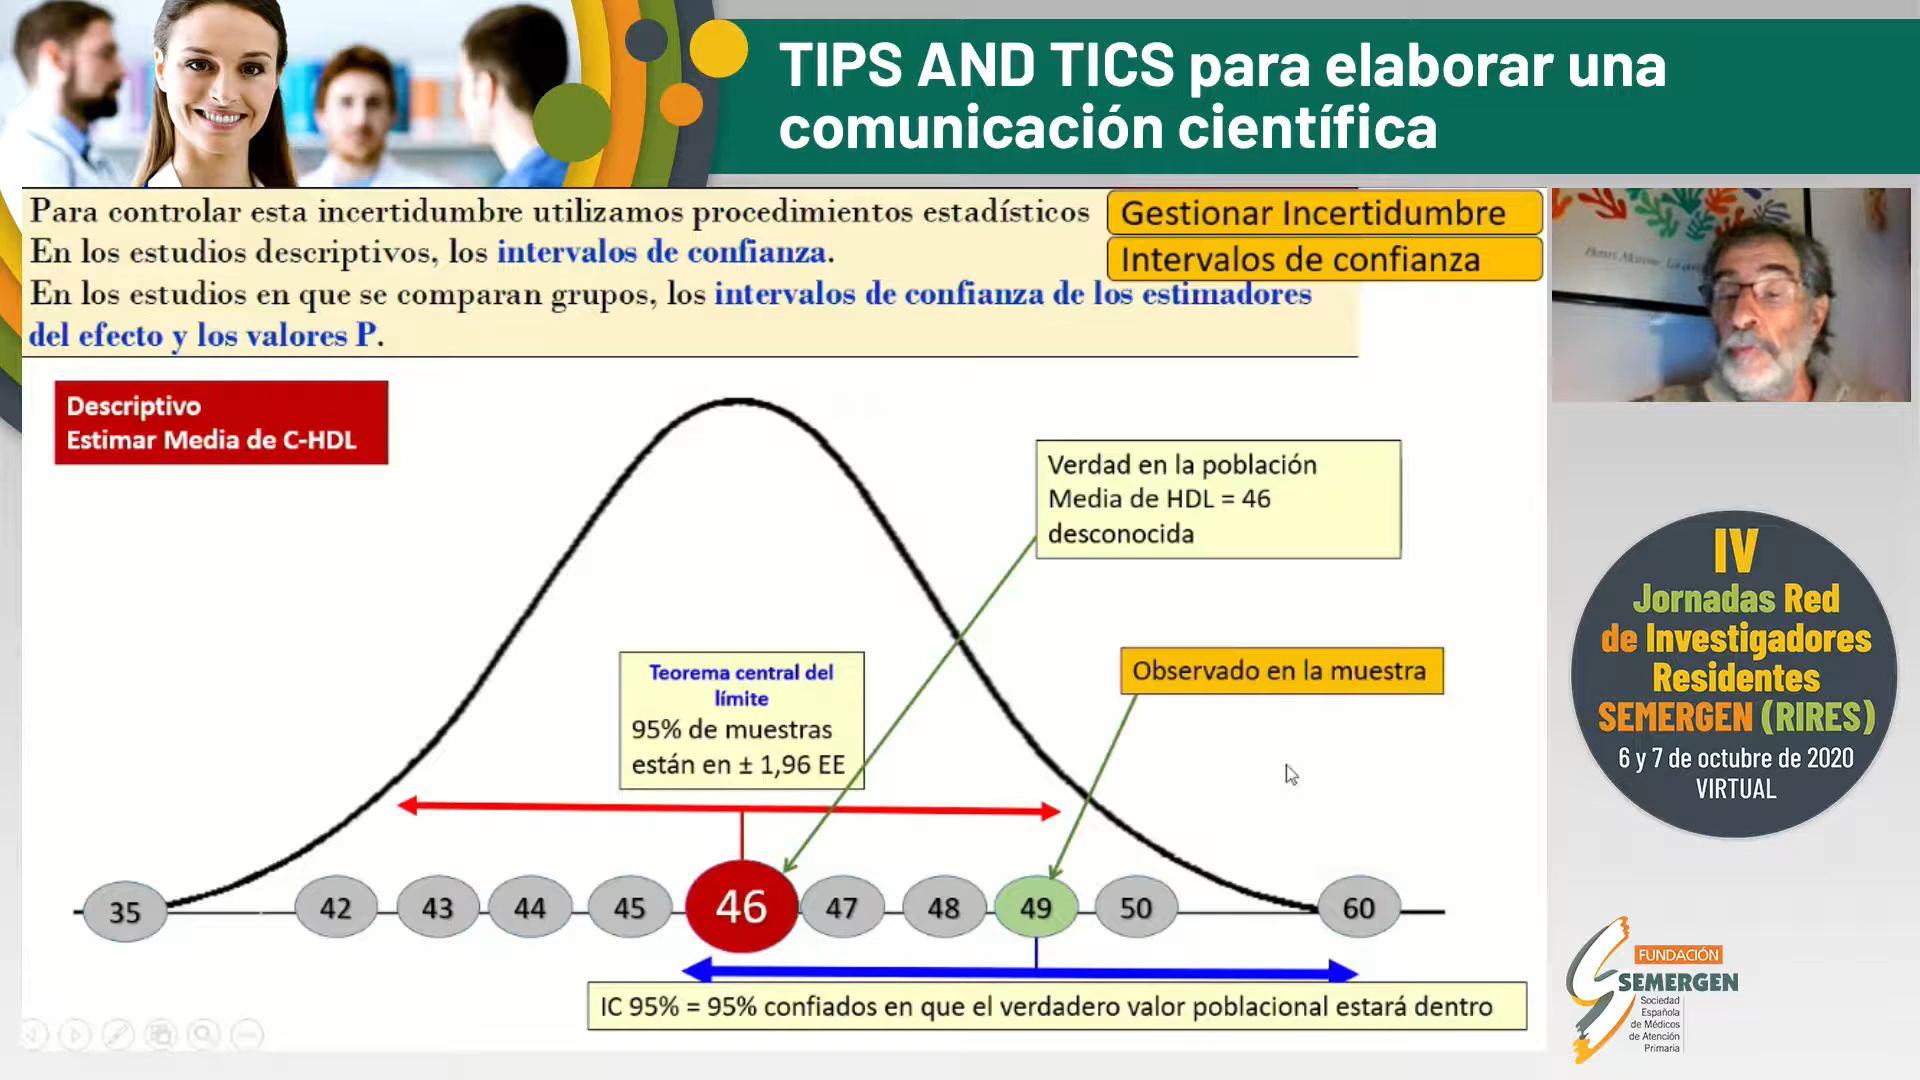 TIPS AND TICS para elaborar una
comunicación científica
Para controlar esta incertidumbre utilizamos procedimientos estadísticos
En los estudios descriptivos, los intervalos de confianza.
En los estudios en que se comparan grupos, los intervalos de confianza de los estimadores
del efecto y los valores P.
Gestionar Incertidumbre
Intervalos de confianza
Descriptivo
Estimar Media de C-HDL
Verdad en la población
Media de HDL = 46
desconocida
Teorema central del
límite
95% de muestras
están en ± 1,96 EE
Observado en la muestra
35 42 43 44 45 46 47 48 49 50 60
IC 95% = 95% confiados en que el verdadero valor poblacional estará dentro
IV
Jornadas Red
de Investigadores
Residentes
SEMERGEN (RIRES)
6 y 7 de octubre de 2020
VIRTUAL
FUNDACIÓN
SEMERGEN
Sociedad
Española
de Médicos
de Atención
Primaria